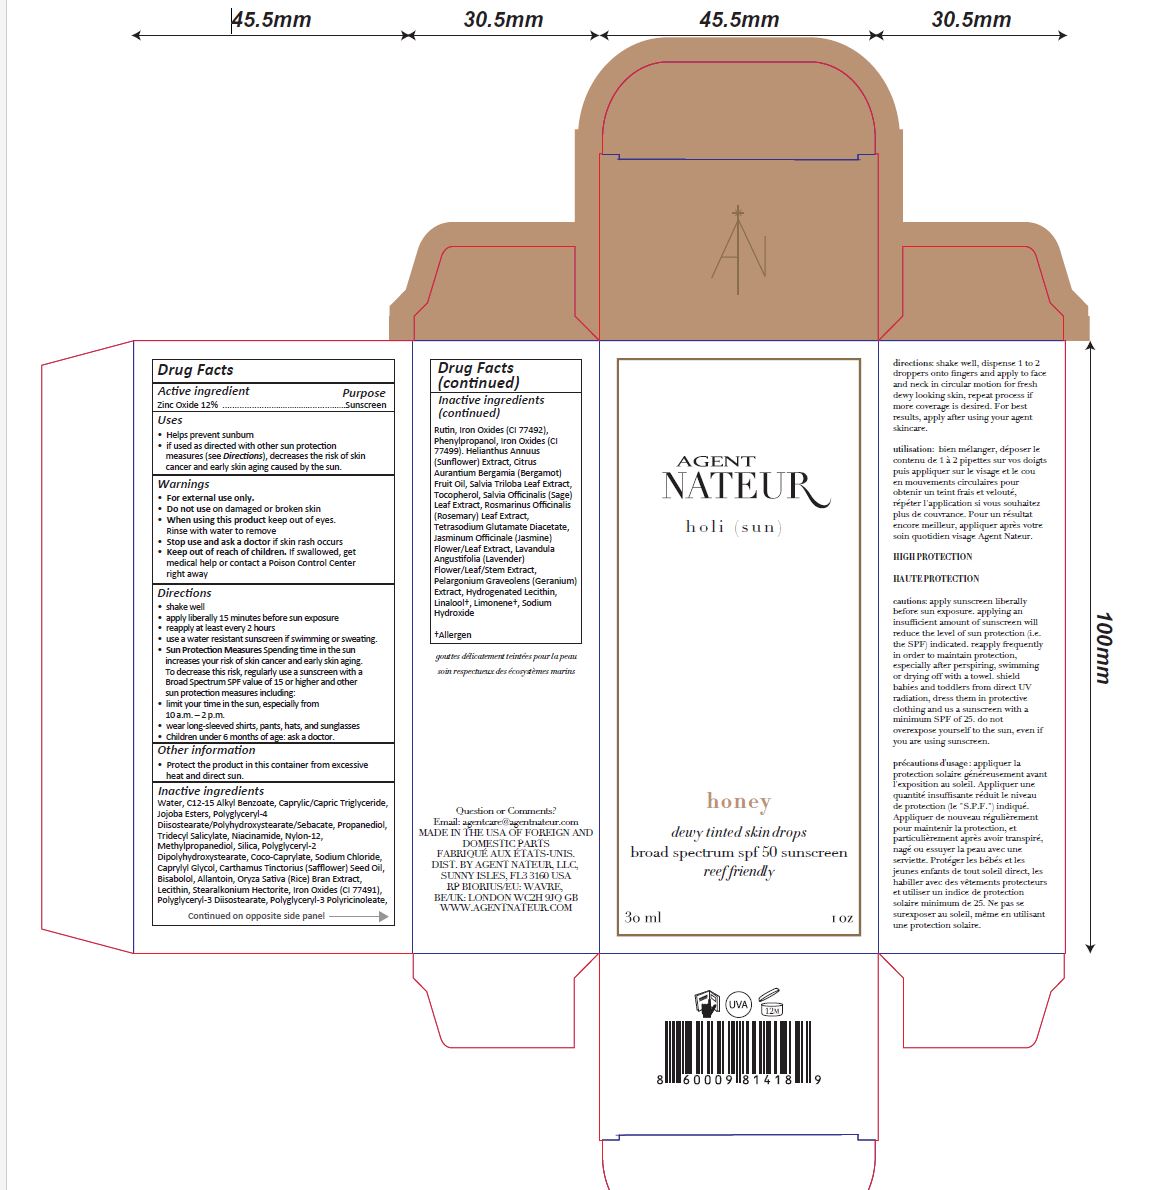 45.5mm 30.5mm 45.5mm 30.5mm
AN
Drug Facts
Active ingredient Purpose
Zinc Oxide 12% ......................................................Sunscreen
Uses
• Helps prevent sunburn
• if used as directed with other sun protection
measures (see Directions), decreases the risk of skin
cancer and early skin aging caused by the sun.
Warnings
• For external use only.
• Do not use on damaged or broken skin
• When using this product keep out of eyes.
Rinse with water to remove
• Stop use and ask a doctor if skin rash occurs
• Keep out of reach of children. If swallowed, get
medical help or contact a Poison Control Center
right away
Directions
• shake well
• apply liberally 15 minutes before sun exposure
• reapply at least every 2 hours
• use a water resistant sunscreen if swimming or sweating.
• Sun Protection Measures Spending time in the sun
increases your risk of skin cancer and early skin aging.
To decrease this risk, regularly use a sunscreen with a
Broad Spectrum SPF value of 15 or higher and other
sun protection measures including:
• limit your time in the sun, especially from
10 a.m. – 2 p.m.
• wear long-sleeved shirts, pants, hats, and sunglasses
• Children under 6 months of age: ask a doctor.
Other information
• Protect the product in this container from excessive
heat and direct sun.
Inactive ingredients
Water, C12-15 Alkyl Benzoate, Caprylic/Capric Triglyceride,
Jojoba Esters, Polyglyceryl-4
Diisostearate/Polyhydroxystearate/Sebacate, Propanediol,
Tridecyl Salicylate, Niacinamide, Nylon-12,
Methylpropanediol, Silica, Polyglyceryl-2
Dipolyhydroxystearate, Coco-Caprylate, Sodium Chloride,
Caprylyl Glycol, Carthamus Tinctorius (Safflower) Seed Oil,
Bisabolol, Allantoin, Oryza Sativa (Rice) Bran Extract,
Lecithin, Stearalkonium Hectorite, Iron Oxides (CI 77491),
Polyglyceryl-3 Diisostearate, Polyglyceryl-3 Polyricinoleate,
Continued on opposite side panel
Drug Facts
(continued)
Inactive ingredients
(continued)
Rutin, Iron Oxides (CI 77492),
Phenylpropanol, Iron Oxides (CI
77499). Helianthus Annuus
(Sunflower) Extract, Citrus
Aurantium Bergamia (Bergamot)
Fruit Oil, Salvia Triloba Leaf Extract,
Tocopherol, Salvia Officinalis (Sage)
Leaf Extract, Rosmarinus Officinalis
(Rosemary) Leaf Extract,
Tetrasodium Glutamate Diacetate,
Jasminum Officinale (Jasmine)
Flower/Leaf Extract, Lavandula
Angustifolia (Lavender)
Flower/Leaf/Stem Extract,
Pelargonium Graveolens (Geranium)
Extract, Hydrogenated Lecithin,
Linalool†, Limonene†, Sodium
Hydroxide
†Allergen
gouttes délicatement teintées pour la peau
soin respectueux des écosystèmes marins
Question or Comments?
Email: agentcare@agentnateur.com
MADE IN THE USA OF FOREIGN AND
DOMESTIC PARTS
FABRIQUÉ AUX ÉTATS-UNIS.
DIST. BY AGENT NATEUR, LLC,
SUNNY ISLES, FL3 3160 USA
RP BIORIUS/EU: WAVRE,
BE/UK: LONDON WC2H 9JQ GB
WWW.AGENTNATEUR.COM
AGENT
NATEUR
holi (sun)
honey
dewy tinted skin drops
broad spectrum spf 50 sunscreen
reef friendly
30 ml 1 oz
directions: shake well, dispense 1 to 2
droppers onto fingers and apply to face
and neck in circular motion for fresh
dewy looking skin, repeat process if
more coverage is desired. For best
results, apply after using your agent
skincare.
utilisation: bien mélanger, déposer le
contenu de 1 à 2 pipettes sur vos doigts
puis appliquer sur le visage et le cou
en mouvements circulaires pour
obtenir un teint frais et velouté,
répéter l'application si vous souhaitez
plus de couvrance. Pour un résultat
encore meilleur, appliquer après votre
soin quotidien visage Agent Nateur.
HIGH PROTECTION
HAUTE PROTECTION
cautions: apply sunscreen liberally
before sun exposure. applying an
insufficient amount of sunscreen will
reduce the level of sun protection (i.e.
the SPF) indicated. reapply frequently
in order to maintain protection,
especially after perspiring, swimming
or drying off with a towel. shield
babies and toddlers from direct UV
radiation, dress them in protective
clothing and us a sunscreen with a
minimum SPF of 25. do not
overexpose yourself to the sun, even if
you are using sunscreen.
précautions d'usage: appliquer la
protection solaire généreusement avant
l'exposition au soleil. Appliquer une
quantité insuffisante réduit le niveau
de protection (le "S.P.F.") indiqué.
Appliquer de nouveau régulièrement
pour maintenir la protection, et
particulièrement après avoir transpiré,
nagé ou essuyer la peau avec une
serviette. Protéger les bébés et les
jeunes enfants de tout soleil direct, les
habiller avec des vêtements protecteurs
et utiliser un indice de protection
solaire minimum de 25. Ne pas se
surexposer au soleil, même en utilisant
une protection solaire.
100mm
UVA
12M
8 60009 81418 9